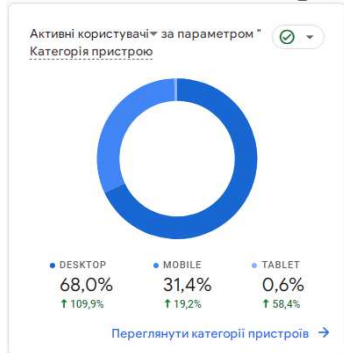 Активні користувачі за параметром "
Категорія пристрою
DESKTOP MOBILE TABLET
68,0% 31,4% 0,6%
↑ 109,9% ↑ 19,2% ↑ 58,4%
Переглянути категорії пристроїв →